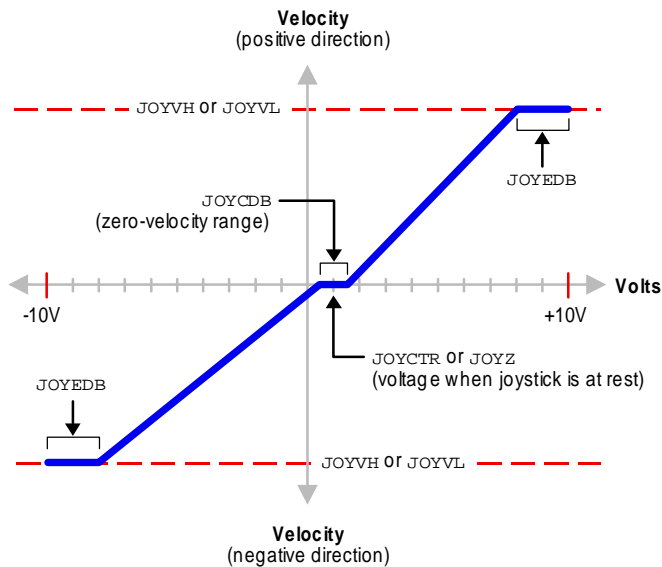 Velocity
(positive direction)
JOYVH or JOYVL
JOYEDB
JOYCDB
(zero-velocity range)
Volts
-10V
+10V
JOYCTR or JOYZ
(voltage when joystick is at rest)
JOYEDB
JOYVH or JOYVL
Velocity
(negative direction)